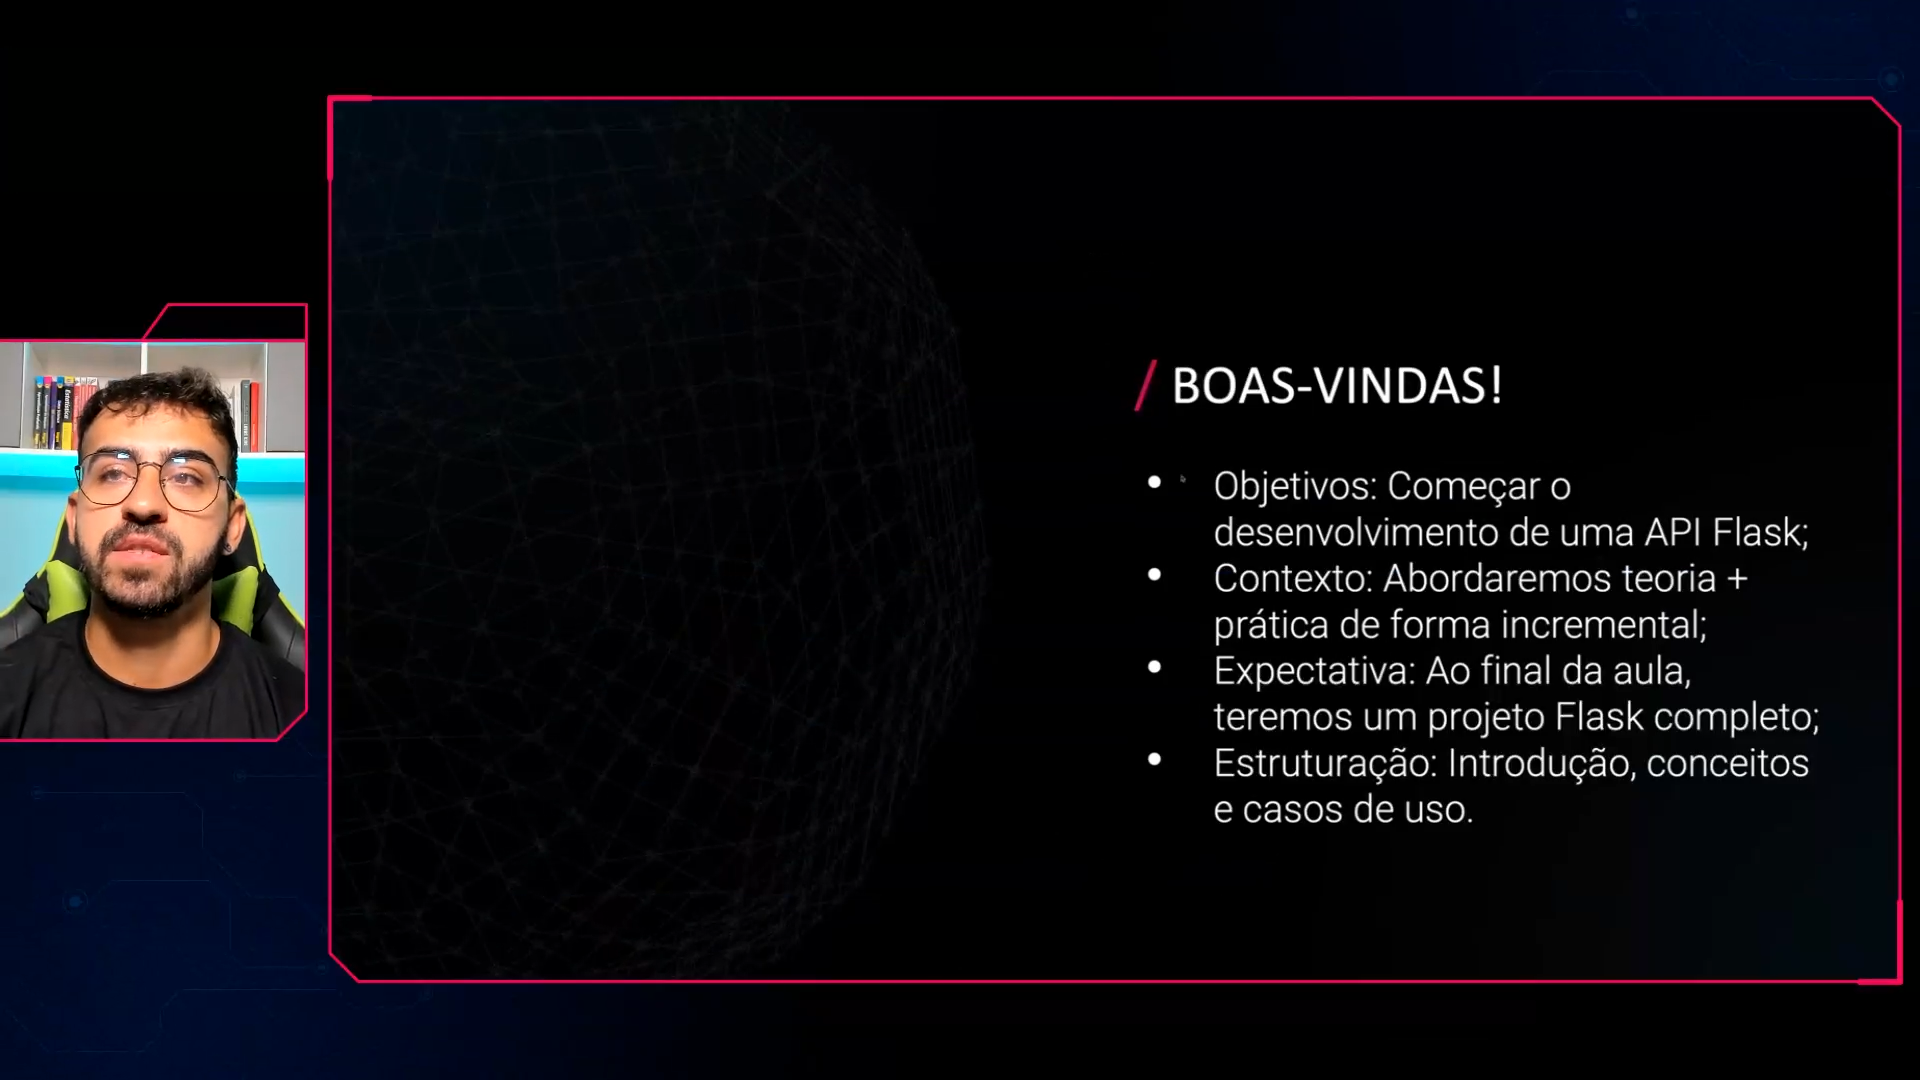 / BOAS-VINDAS!
• Objetivos: Começar o
desenvolvimento de uma API Flask;
• Contexto: Abordaremos teoria +
prática de forma incremental;
• Expectativa: Ao final da aula,
teremos um projeto Flask completo;
• Estruturação: Introdução, conceitos
e casos de uso.
Estatística